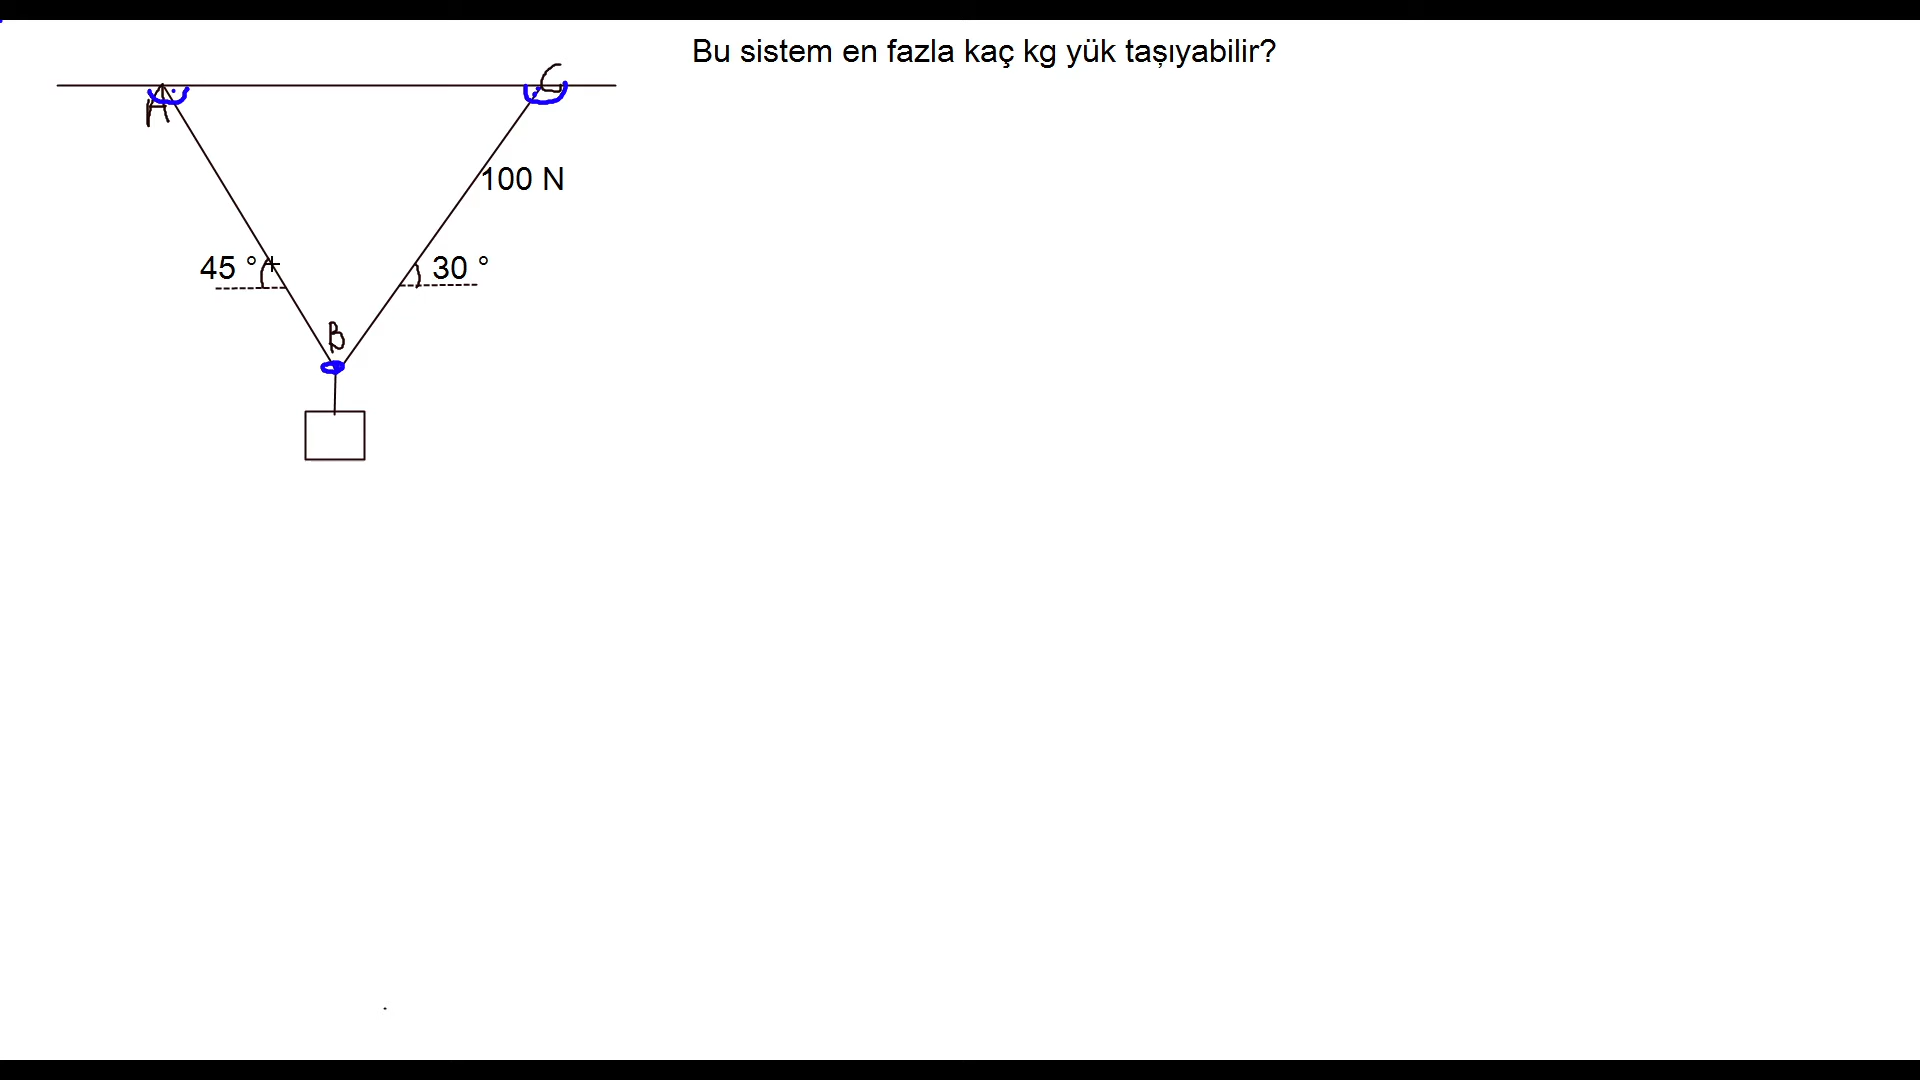 Bu sistem en fazla kaç kg yük taşıyabilir?
A
C
100 N
45 °
30 °
B